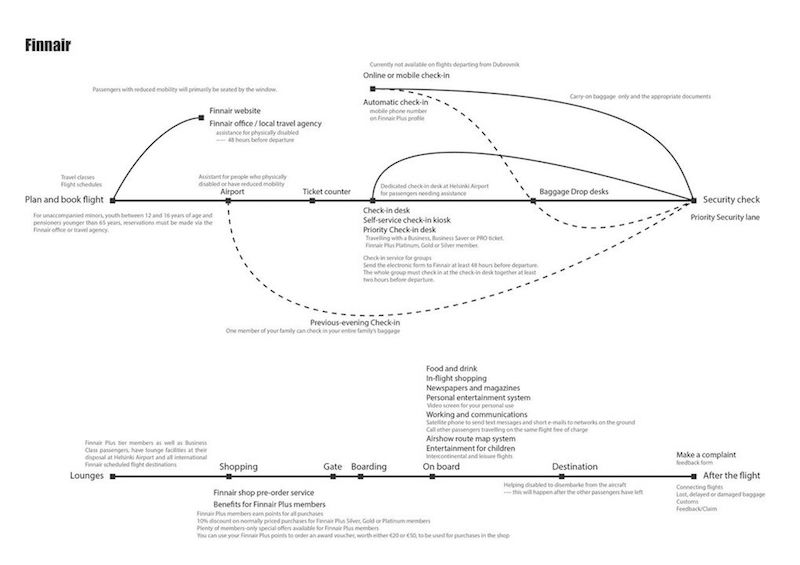 Finnair
Currently not available on flights departing from Dubrovnik
Online or mobile check-in
Passengers with reduced mobility will primarily be seated by the window.
Carry-on baggage only and the appropriate documents
Automatic check-in
mobile phone number
on Finnair Plus profile
Finnair website
Finnair office / local travel agency
assistance for physically disabled
---- 48 hours before departure
Travel classes
Flight schedules
Assistant for people who physically
disabled or have reduced mobility
Dedicated check-in desk at Helsinki Airport
for passengers needing assistance
Plan and book flight
Airport
Ticket counter
Baggage Drop desks
Security check
Priority Security lane
For unaccompanied minors, youth between 12 and 16 years of age and
pensioners younger than 65 years, reservations must be made via the
Finnair office or travel agency.
Check-in desk
Self-service check-in kiosk
Priority Check-in desk
Travelling with a Business, Business Saver or PRO ticket.
Finnair Plus Platinum, Gold or Silver member.
Check-in service for groups
Send the electronic form to Finnair at least 48 hours before departure.
The whole group must check in at the check-in desk together at least
two hours before departure.
Previous-evening Check-in
One member of your family can check in your entire family's baggage
Food and drink
In-flight shopping
Newspapers and magazines
Personal entertainment system
Video screen for your personal use
Working and communications
Satellite phone to send text messages and short e-mails to networks on the ground
Call other passengers travelling on the same flight free of charge
Airshow route map system
Entertainment for children
Intercontinental and leisure flights
Finnair Plus tier members as well as Business
Class passengers, have lounge facilities at their
disposal at Helsinki Airport and all international
Finnair scheduled flight destinations
Make a complaint
feedback form
Lounges
Shopping
Gate
Boarding
On board
Destination
After the flight
Helping disabled to disembarke from the aircraft
---- this will happen after the other passengers have left
Connecting flights
Lost, delayed or damaged baggage
Customs
Feedback/Claim
Finnair shop pre-order service
Benefits for Finnair Plus members
Finnair Plus members earn points for all purchases
10% discount on normally priced purchases for Finnair Plus Silver, Gold or Platinum members
Plenty of members-only special offers available for Finnair Plus members
You can use your Finnair Plus points to order an award voucher, worth either €20 or €50, to be used for purchases in the shop